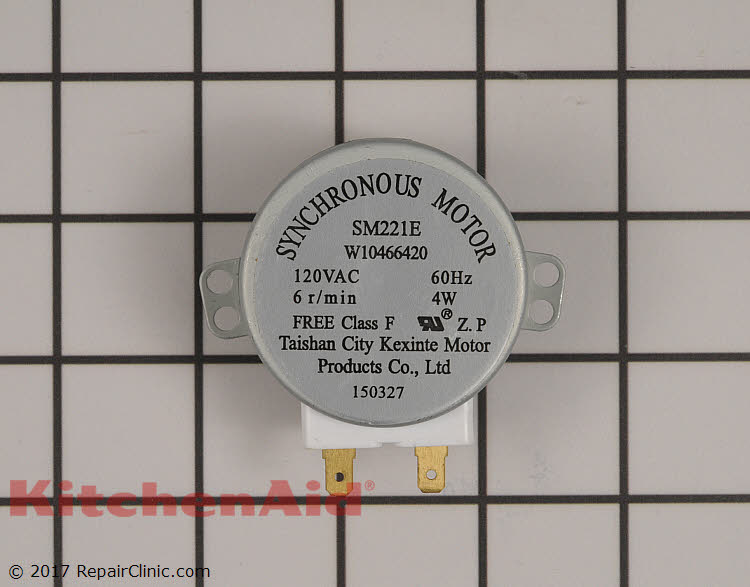 SYNCHRONOUS MOTOR
SM221E
W10466420
120VAC 60Hz
6 r/min 4W
FREE Class F RU® Z.P
Taishan City Kexinte Motor
Products Co., Ltd
150327
KitchenAid®
© 2017 RepairClinic.com